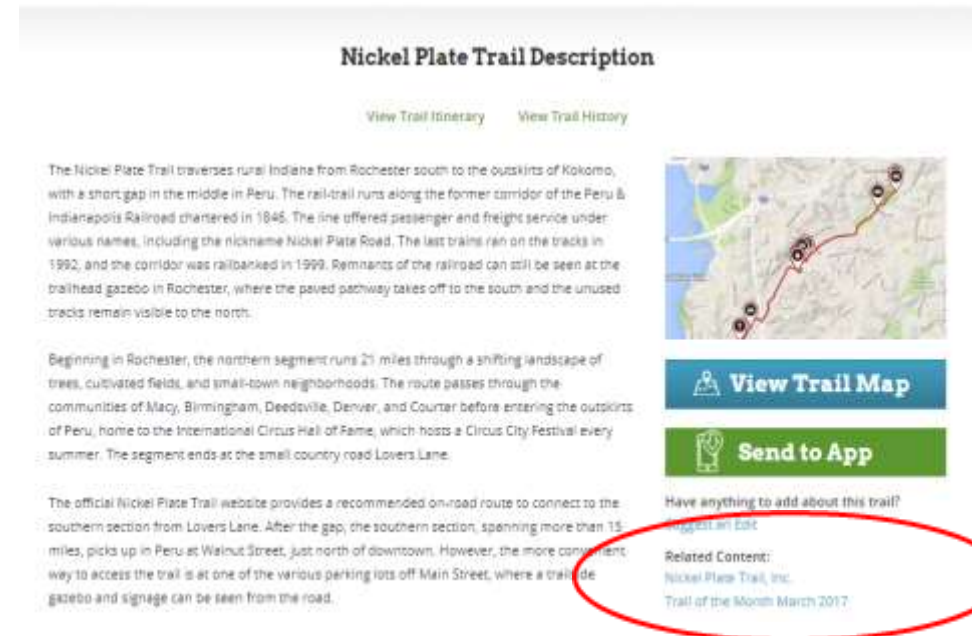 Nickel Plate Trail Description
View Trail Itinerary View Trail History
The Nickel Plate Trail traverses rural Indiana from Rochester south to the outskirts of Kokomo,
with a short gap in the middle in Peru. The rail-trail runs along the former corridor of the Peru &
Indianapolis Railroad chartered in 1846. The line offered passenger and freight service under
various names, including the nickname Nickel Plate Road. The last trains ran on the tracks in
1992, and the corridor was railbanked in 1999. Remnants of the railroad can still be seen at the
trailhead gazebo in Rochester, where the paved pathway takes off to the south and the unused
tracks remain visible to the north.
Beginning in Rochester, the northern segment runs 21 miles through a shifting landscape of
trees, cultivated fields, and small-town neighborhoods. The route passes through the
communities of Macy, Birmingham, Deedsville, Denver, and Courter before entering the outskirts
of Peru, home to the International Circus Hall of Fame, which hosts a Circus City Festival every
summer. The segment ends at the small country road Lovers Lane.
The official Nickel Plate Trail website provides a recommended on-road route to connect to the
southern section from Lovers Lane. After the gap, the southern section, spanning more than 15
miles, picks up in Peru at Walnut Street, just north of downtown. However, the more convenient
way to access the trail is at one of the various parking lots off Main Street, where a trailside
gazebo and signage can be seen from the road.
View Trail Map
Send to App
Have anything to add about this trail?
Suggest an Edit
Related Content:
Nickel Plate Trail, Inc.
Trail of the Month March 2017